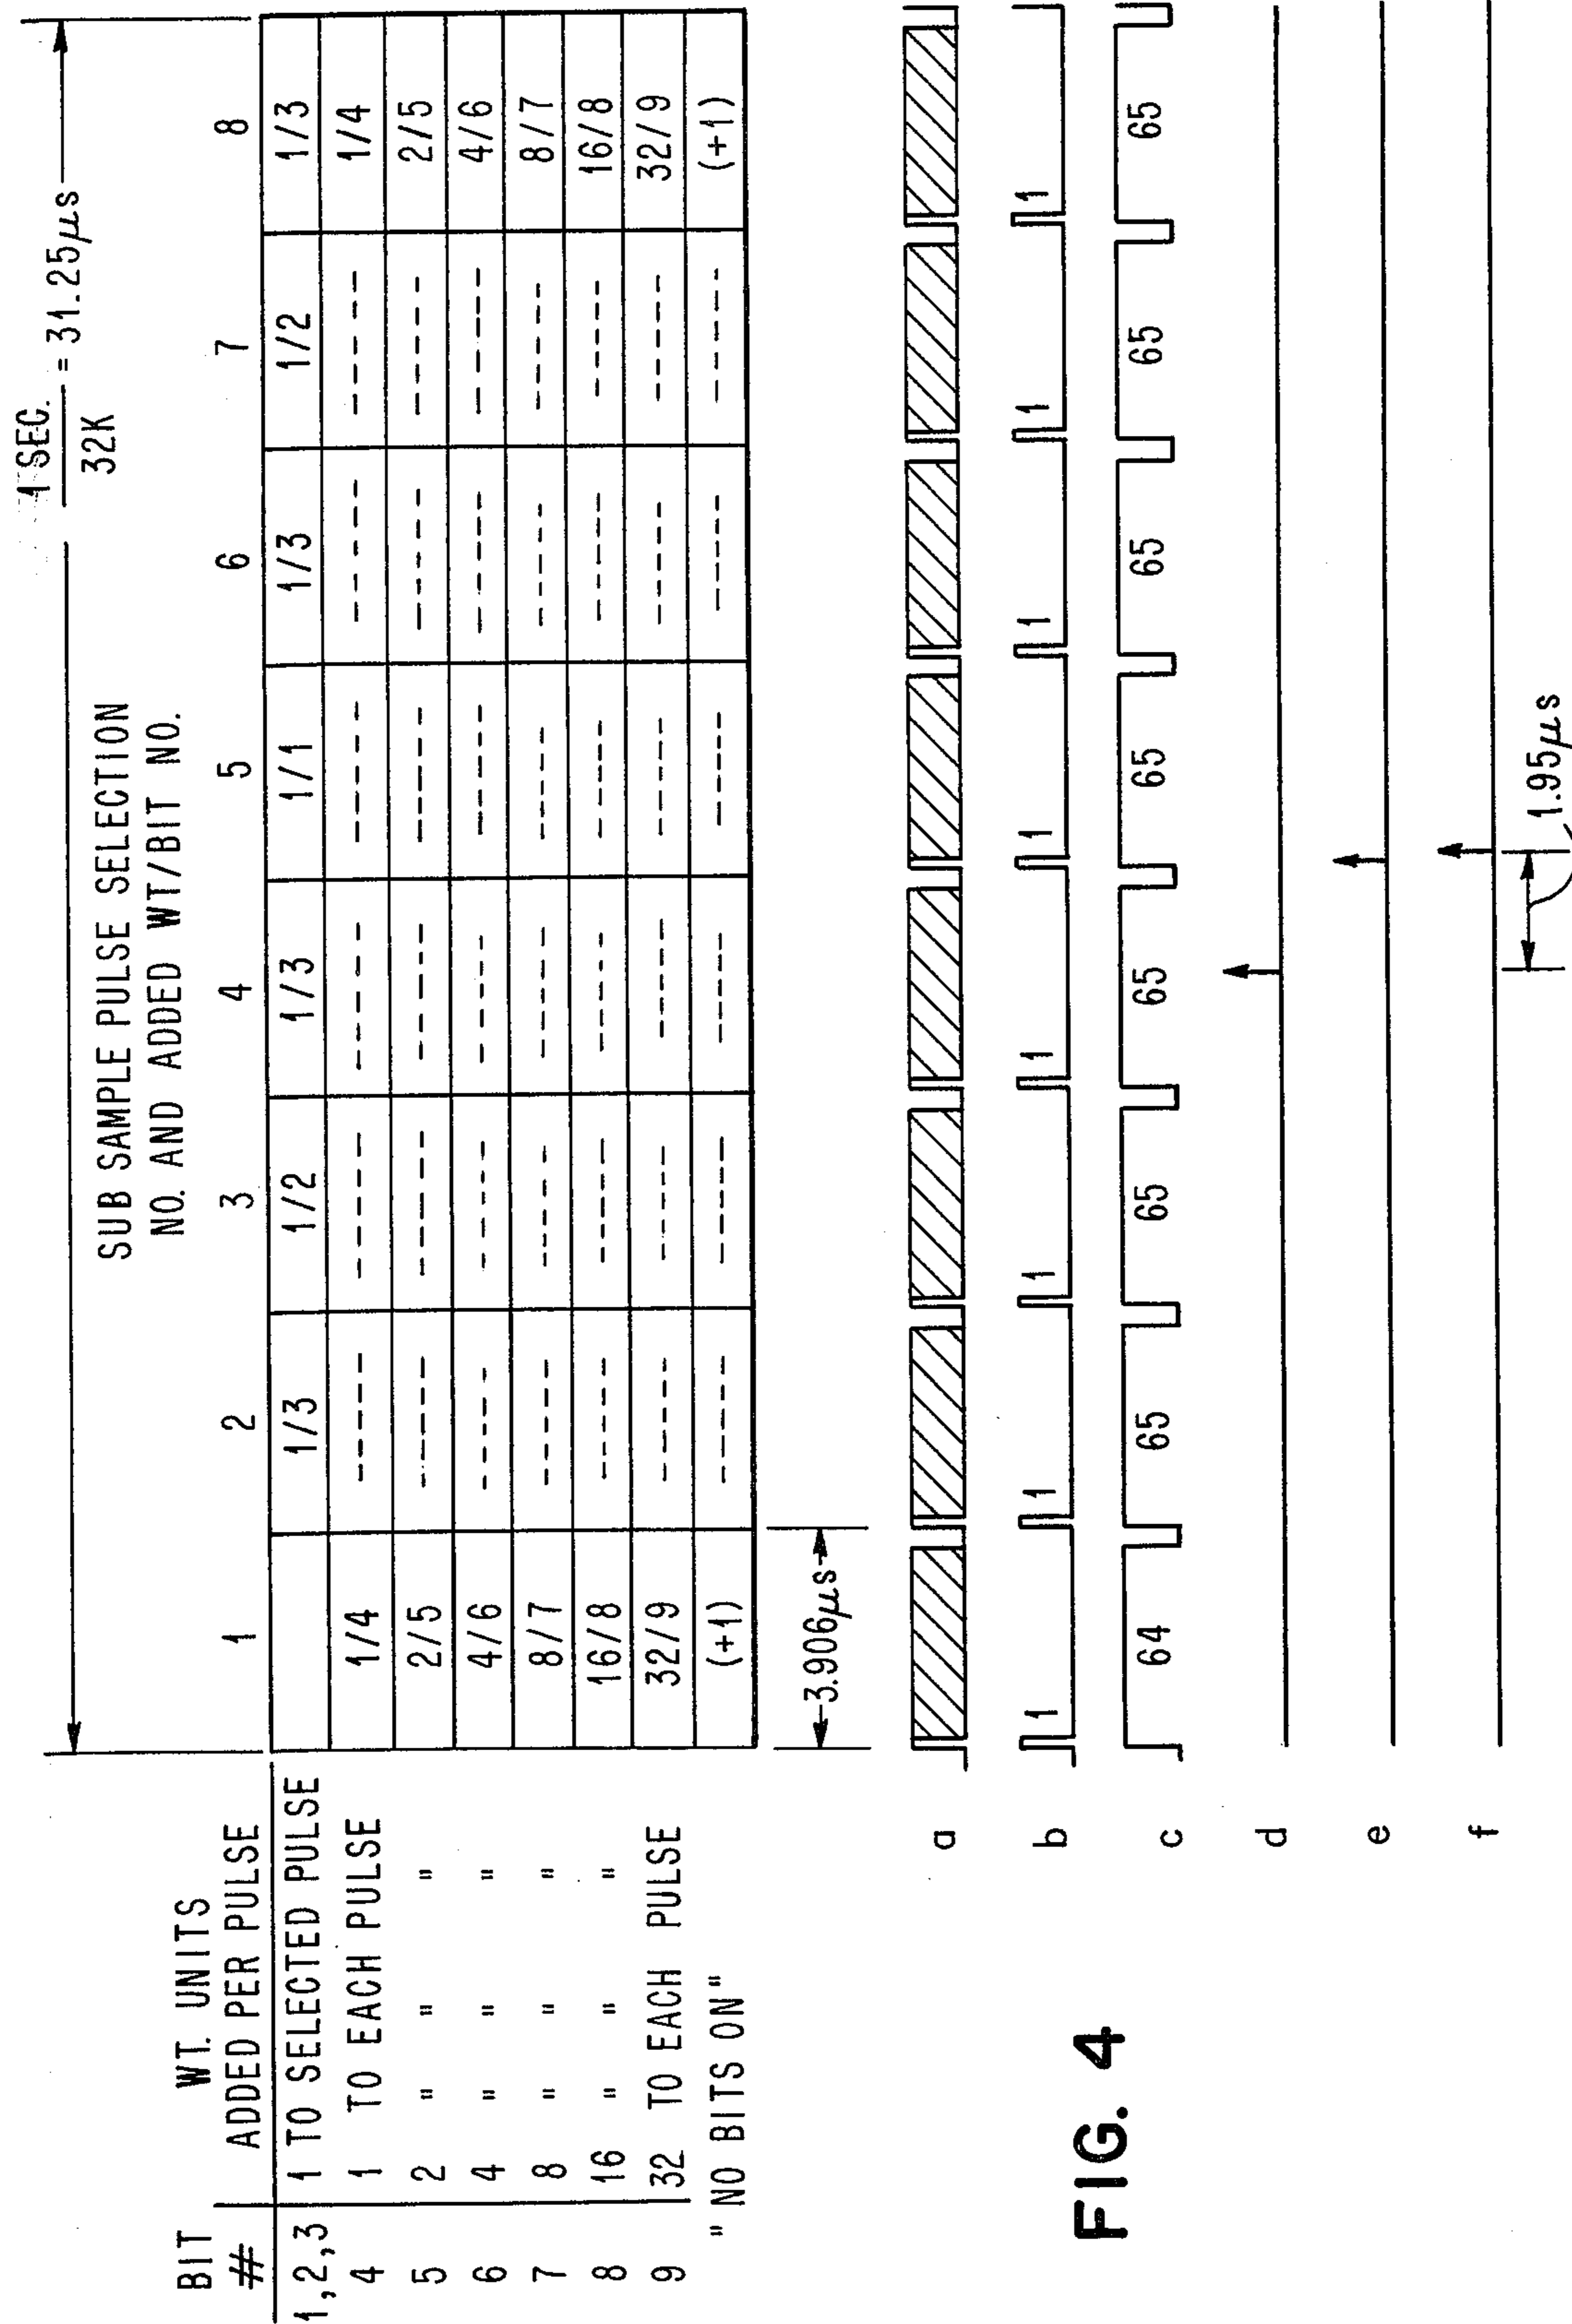 1 SEC. = 31.25µs
32K
SUB SAMPLE PULSE SELECTION
NO. AND ADDED WT/BIT NO.
BIT WT. UNITS
# ADDED PER PULSE
1 2 3 4 5 6 7 8
1,2,3 1 TO SELECTED PULSE 1/3 1/2 1/3 1/1 1/3 1/2 1/3
4 1 TO EACH PULSE 1/4 ----- ----- ----- ----- ----- ----- 1/4
5 2 " " " 2/5 ----- ----- ----- ----- ----- ----- 2/5
6 4 " " " 4/6 ----- ----- ----- ----- ----- ----- 4/6
7 8 " " " 8/7 ----- ----- ----- ----- ----- ----- 8/7
8 16 " " " 16/8 ----- ----- ----- ----- ----- ----- 16/8
9 32 TO EACH PULSE 32/9 ----- ----- ----- ----- ----- ----- 32/9
"NO BITS ON" (+1) ----- ----- ----- ----- ----- ----- (+1)
3.906µs
a
b 1 1 1 1 1 1 1 1
c 64 65 65 65 65 65 65 65
d
e
f
1.95µs
FIG. 4